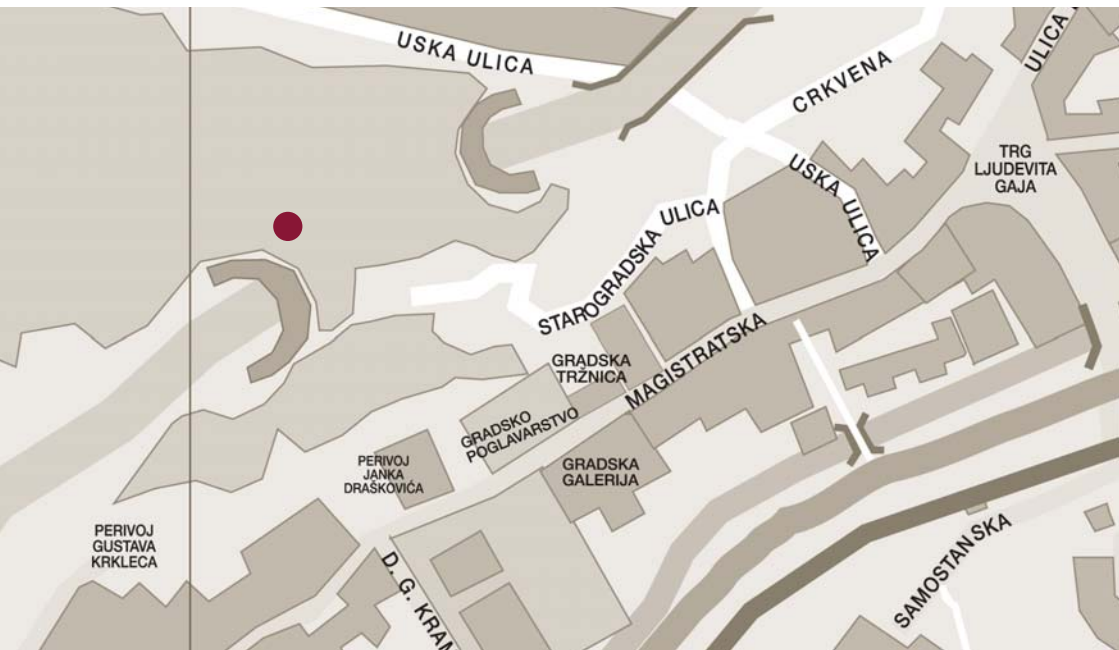 USKA ULICA
CRKVENA
ULICA
TRG
LJUDEVITA
GAJA
USKA ULICA
STAROGRADSKA ULICA
GRADSKA
TRŽNICA
MAGISTRATSKA
GRADSKO
POGLAVARSTVO
PERIVOJ
JANKA
DRAŠKOVIĆA
GRADSKA
GALERIJA
PERIVOJ
GUSTAVA
KRKLECA
D. G. KRAM
SAMOSTANSKA